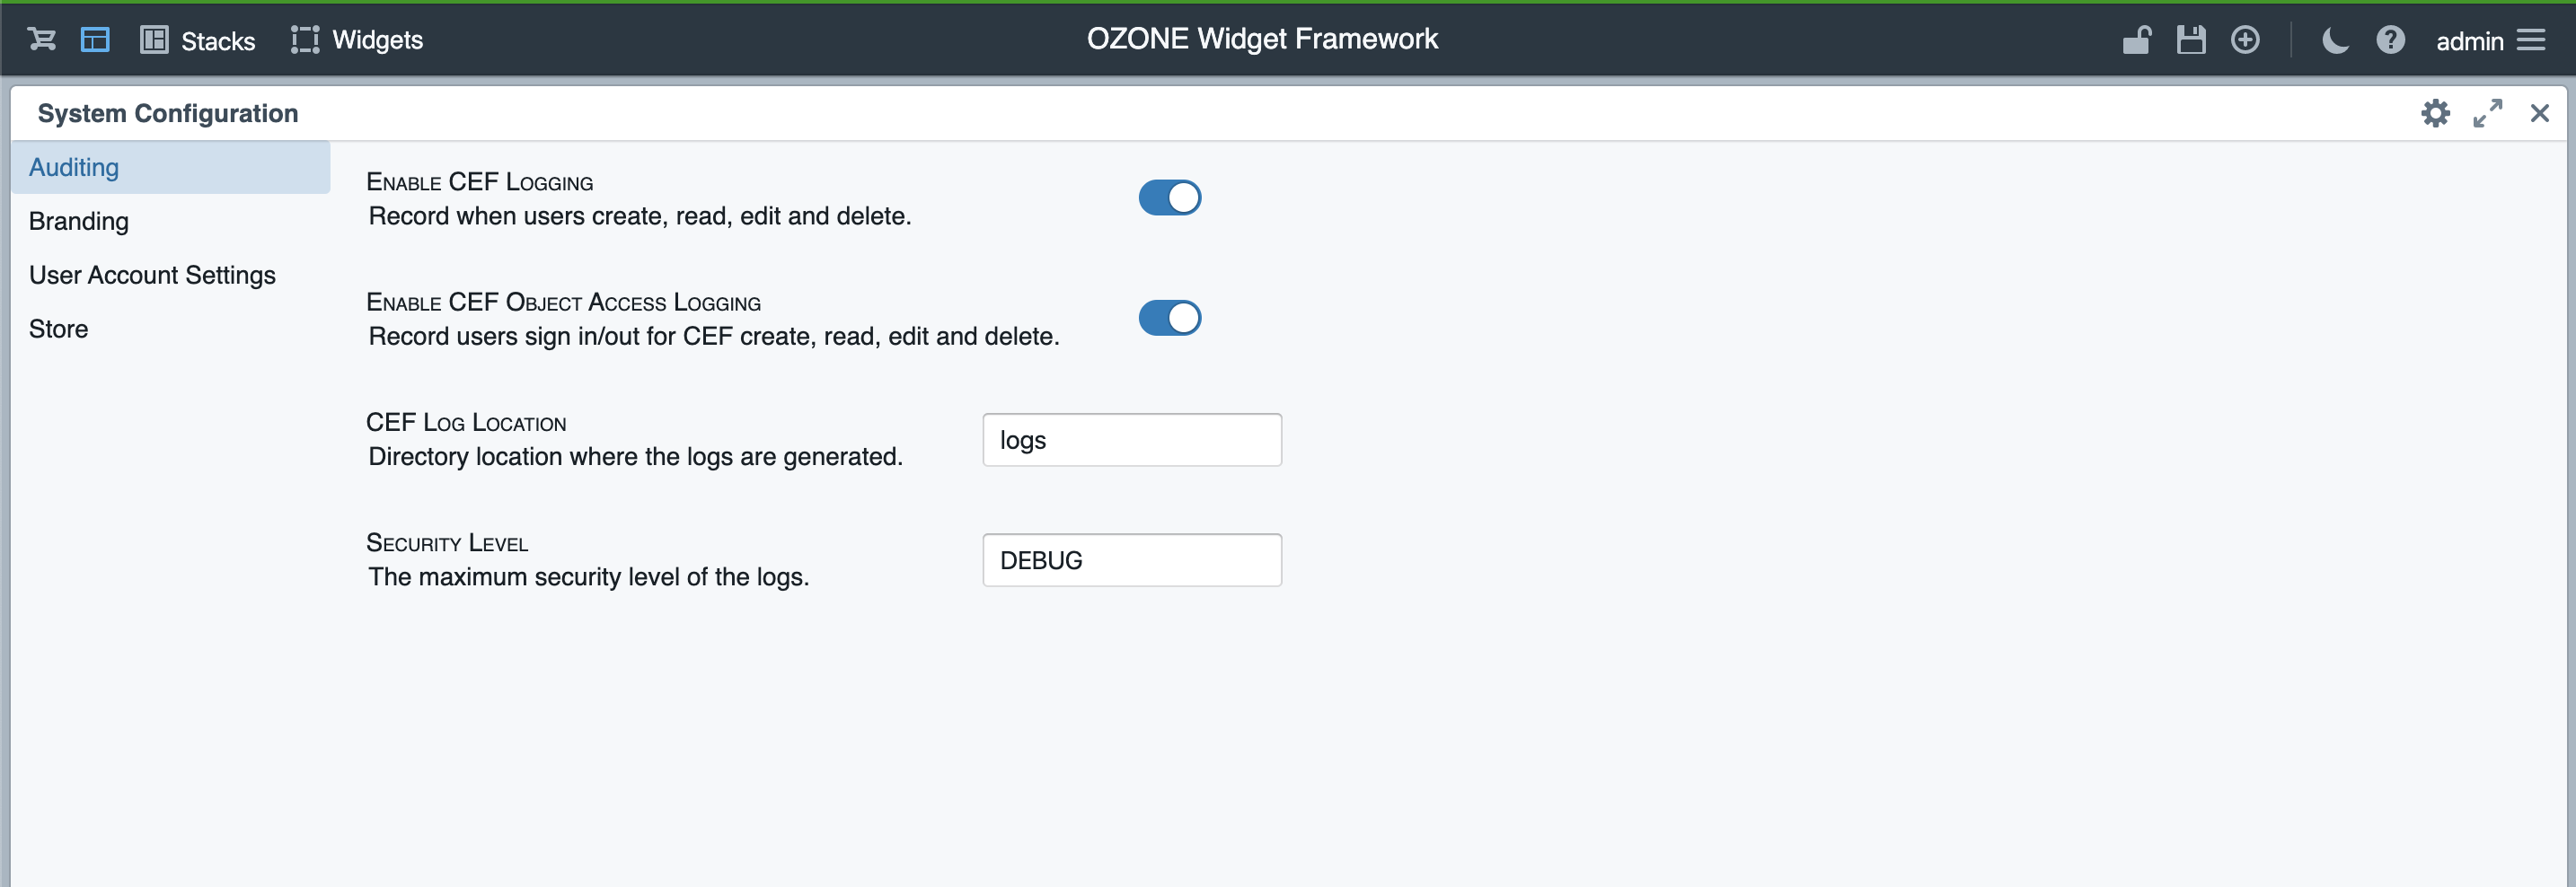 Stacks Widgets OZONE Widget Framework admin
System Configuration
Auditing
Branding
User Account Settings
Store
Enable CEF Logging
Record when users create, read, edit and delete.
Enable CEF Object Access Logging
Record users sign in/out for CEF create, read, edit and delete.
CEF Log Location
Directory location where the logs are generated.
logs
Security Level
The maximum security level of the logs.
DEBUG